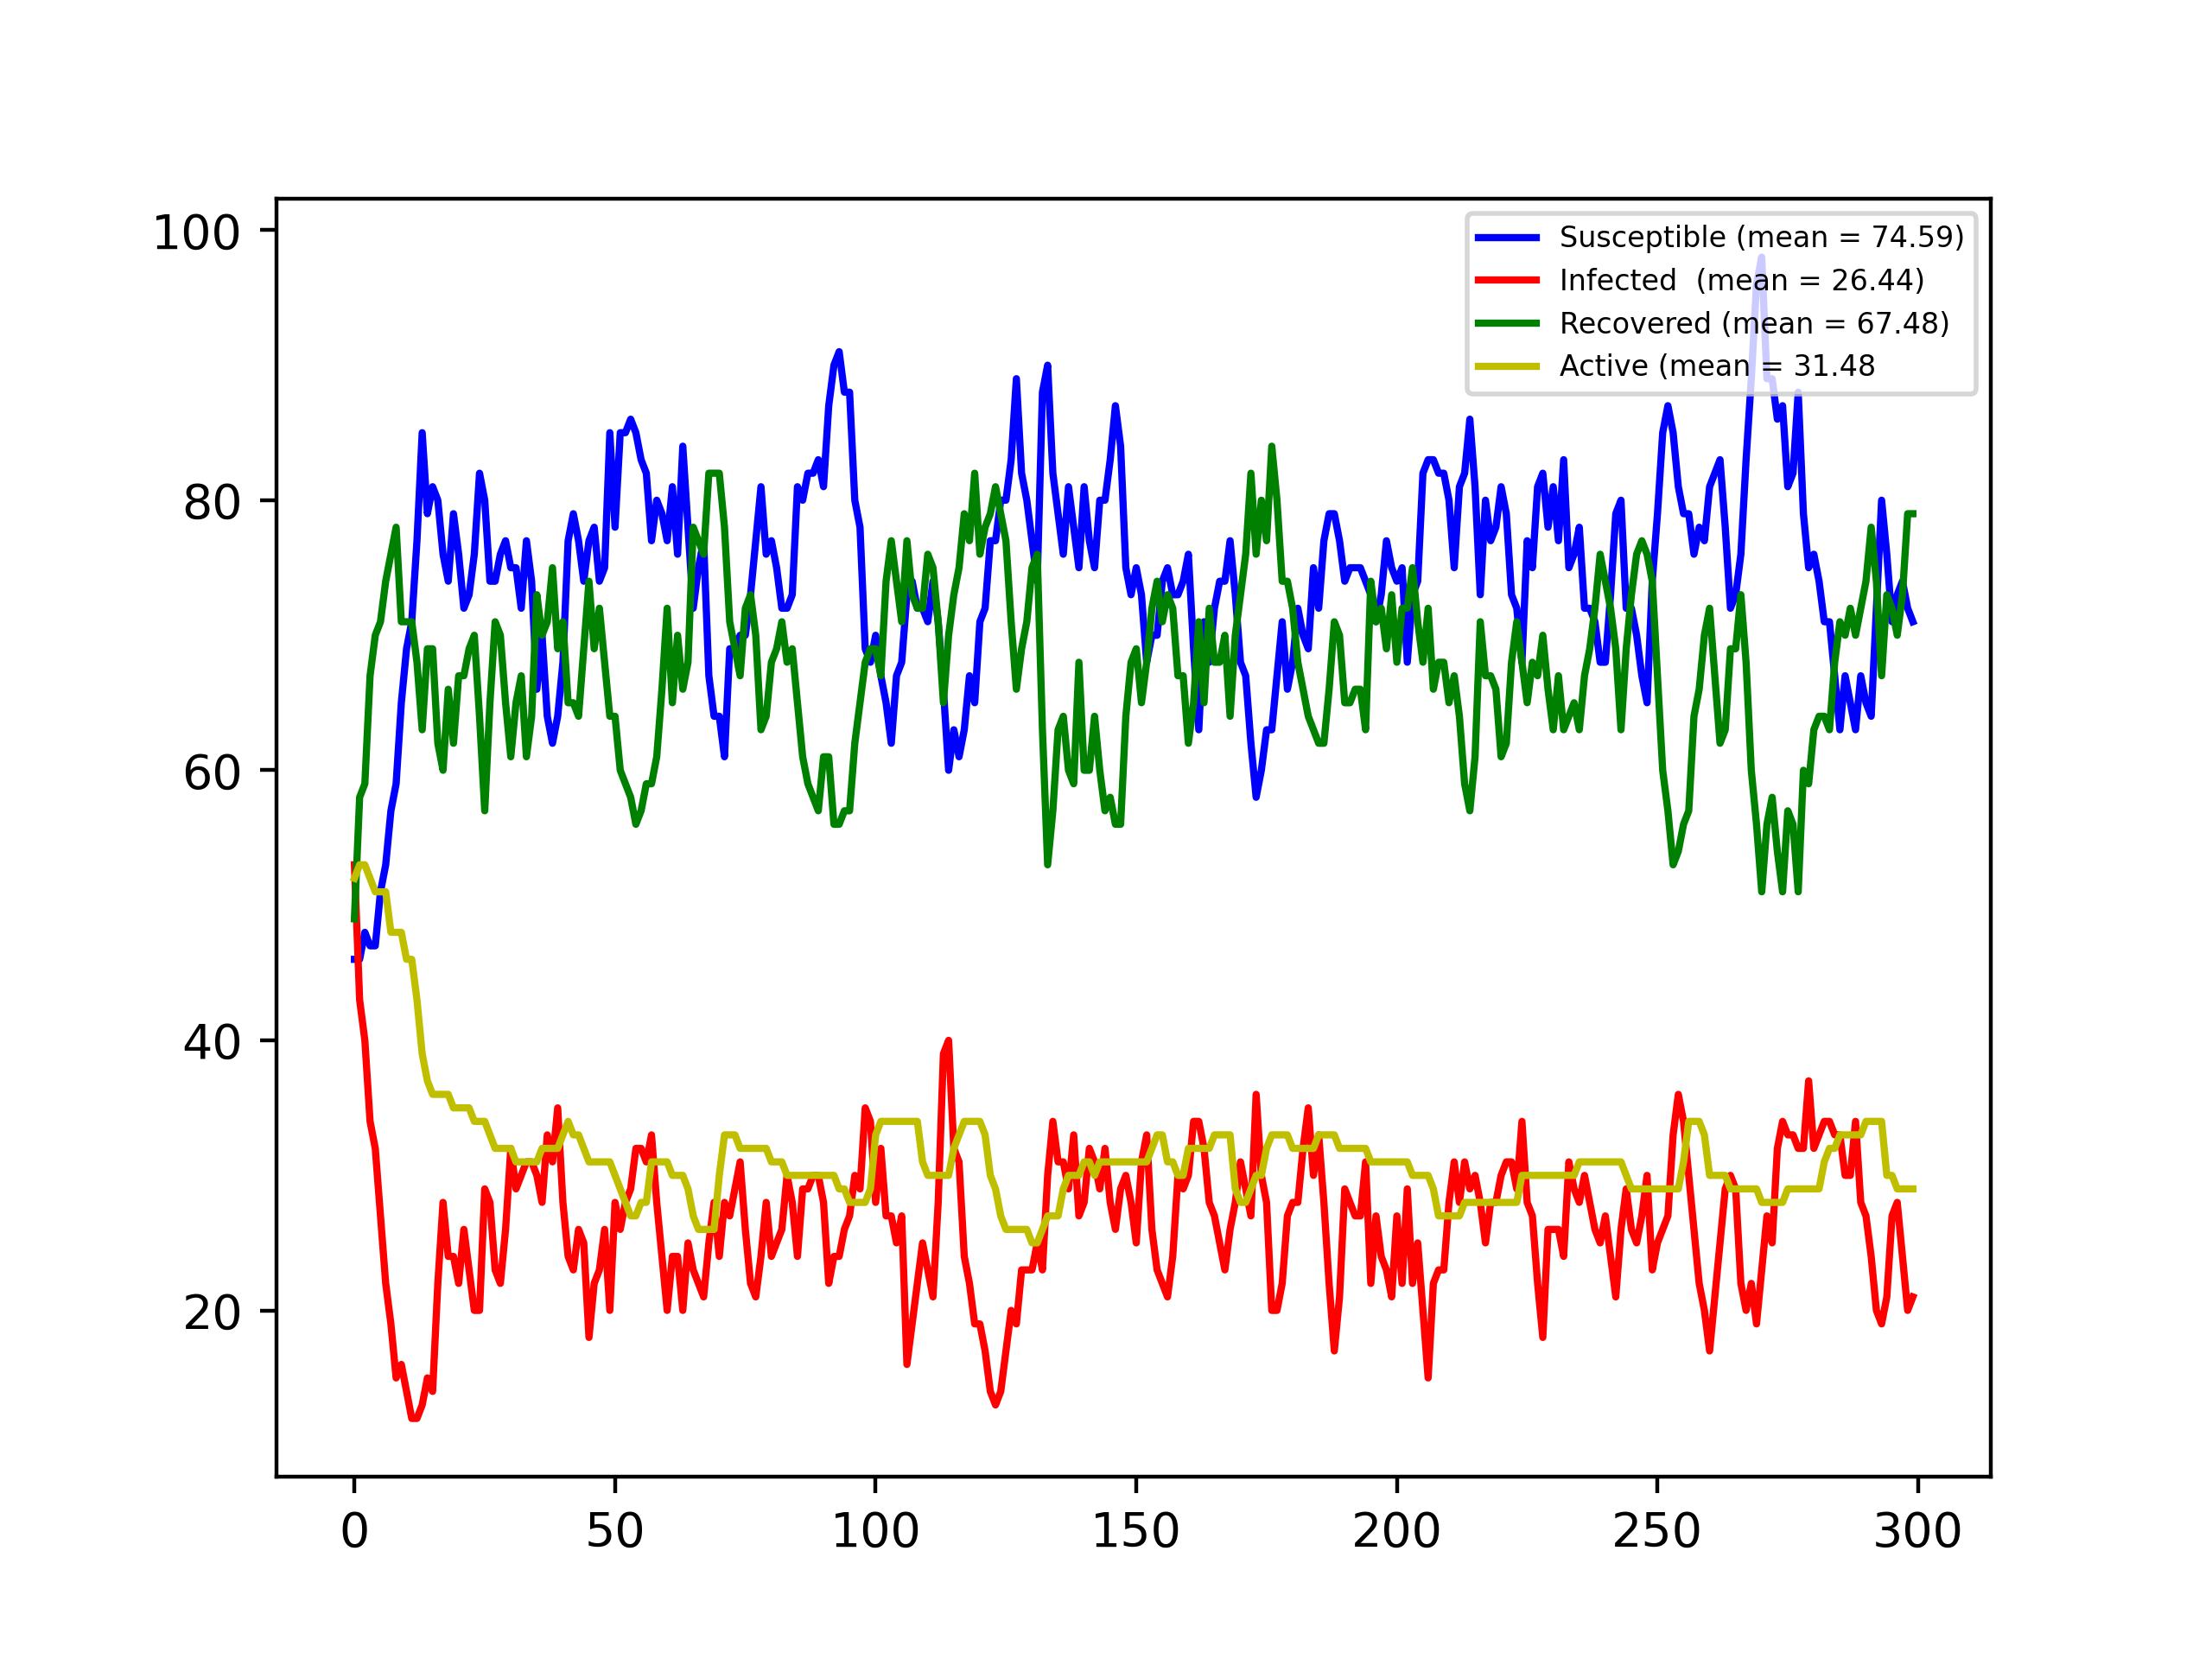 100
80
60
40
20
0 50 100 150 200 250 300
Susceptible (mean = 74.59)
Infected  (mean = 26.44)
Recovered (mean = 67.48)
Active (mean = 31.48